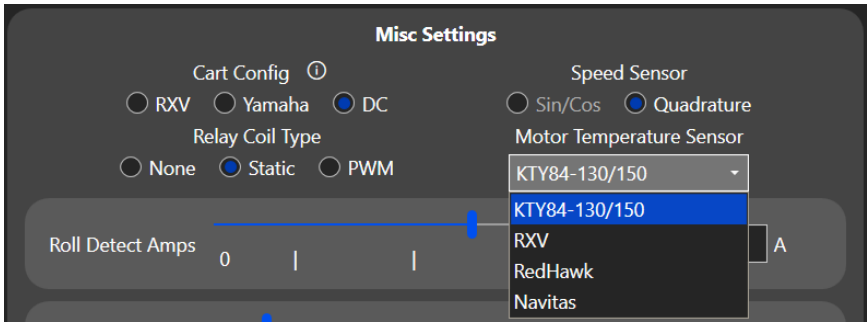 Misc Settings
Cart Config
RXV Yamaha DC
Relay Coil Type
None Static PWM
Speed Sensor
Sin/Cos Quadrature
Motor Temperature Sensor
KTY84-130/150
KTY84-130/150
RXV
RedHawk
Navitas
Roll Detect Amps
0 | |
A